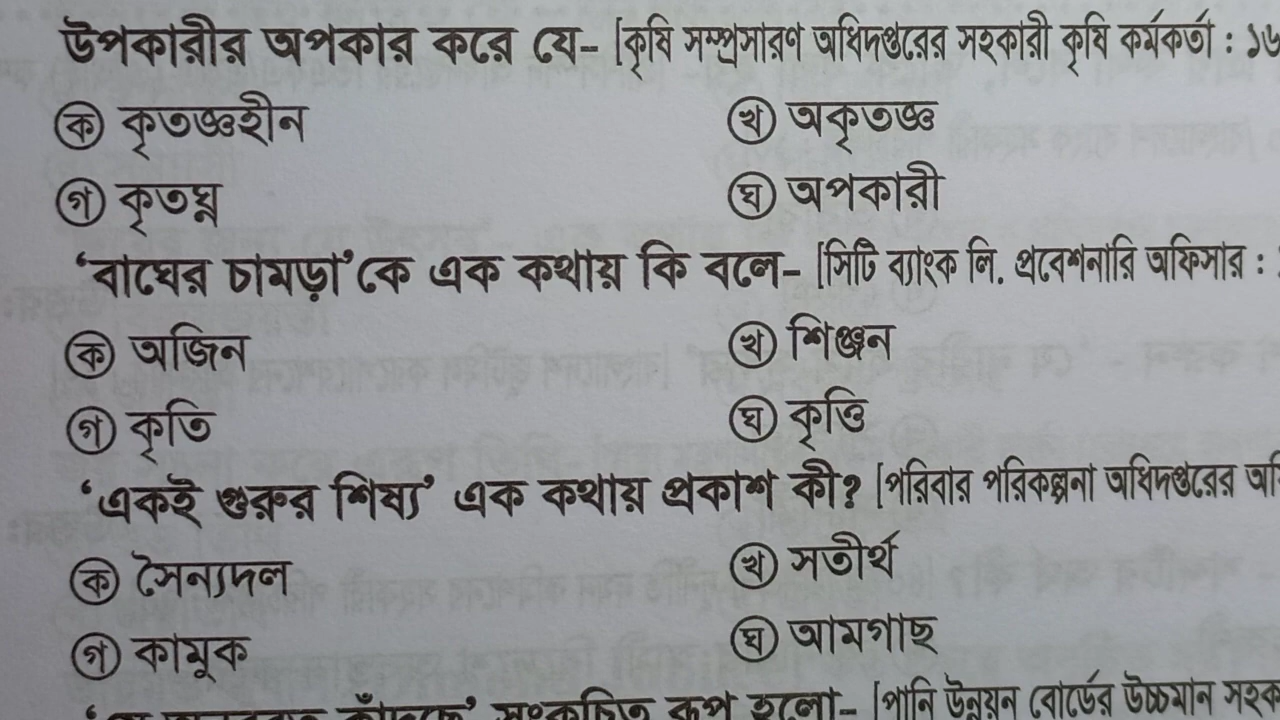 উপকারীর অপকার করে যে– [কৃষি সম্প্রসারণ অধিদপ্তরের সহকারী কৃষি কর্মকর্তা : ১৬
ক কৃতজ্ঞহীন খ অকৃতজ্ঞ
গ কৃতঘ্ন ঘ অপকারী
‘বাঘের চামড়া’কে এক কথায় কি বলে– [সিটি ব্যাংক লি. প্রবেশনারি অফিসার :
ক অজিন খ শিঞ্জন
গ কৃতি ঘ কৃত্তি
‘একই গুরুর শিষ্য’ এক কথায় প্রকাশ কী? [পরিবার পরিকল্পনা অধিদপ্তরের
ক সৈন্যদল খ সতীর্থ
গ কামুক ঘ আমগাছ
সংকুচিত রূপ হলো– [পানি উন্নয়ন বোর্ডের উচ্চমান